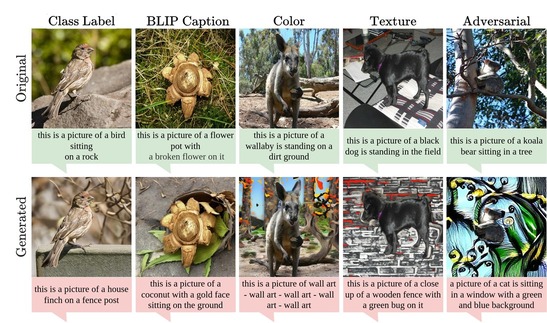 Class Label
BLIP Caption
Color
Texture
Adversarial
Original
this is a picture of a bird
sitting
on a rock
this is a picture of a flower
pot with
a broken flower on it
this is a picture of a
wallaby is standing on a
dirt ground
this is a picture of a black
dog is standing in the field
this is a picture of a koala
bear sitting in a tree
Generated
this is a picture of a house
finch on a fence post
this is a picture of a
coconut with a gold face
sitting on the ground
this is a picture of wall art
- wall art - wall art - wall
art - wall art
this is a picture of a close
up of a wooden fence with
a green bug on it
a picture of a cat is sitting
in a window with a green
and blue background